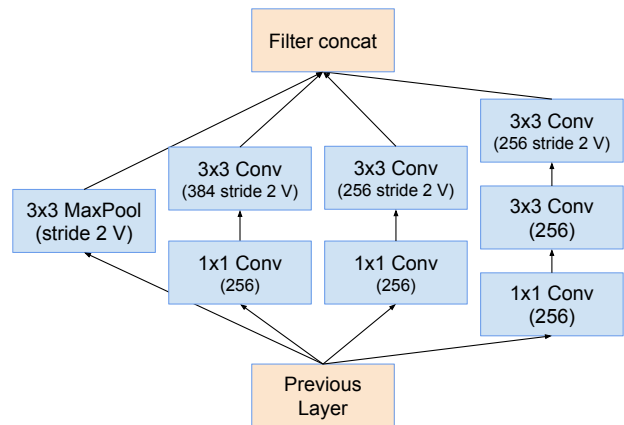 Filter concat
3x3 Conv
(256 stride 2 V)
3x3 Conv
(384 stride 2 V)
3x3 Conv
(256 stride 2 V)
3x3 MaxPool
(stride 2 V)
3x3 Conv
(256)
1x1 Conv
(256)
1x1 Conv
(256)
1x1 Conv
(256)
Previous
Layer